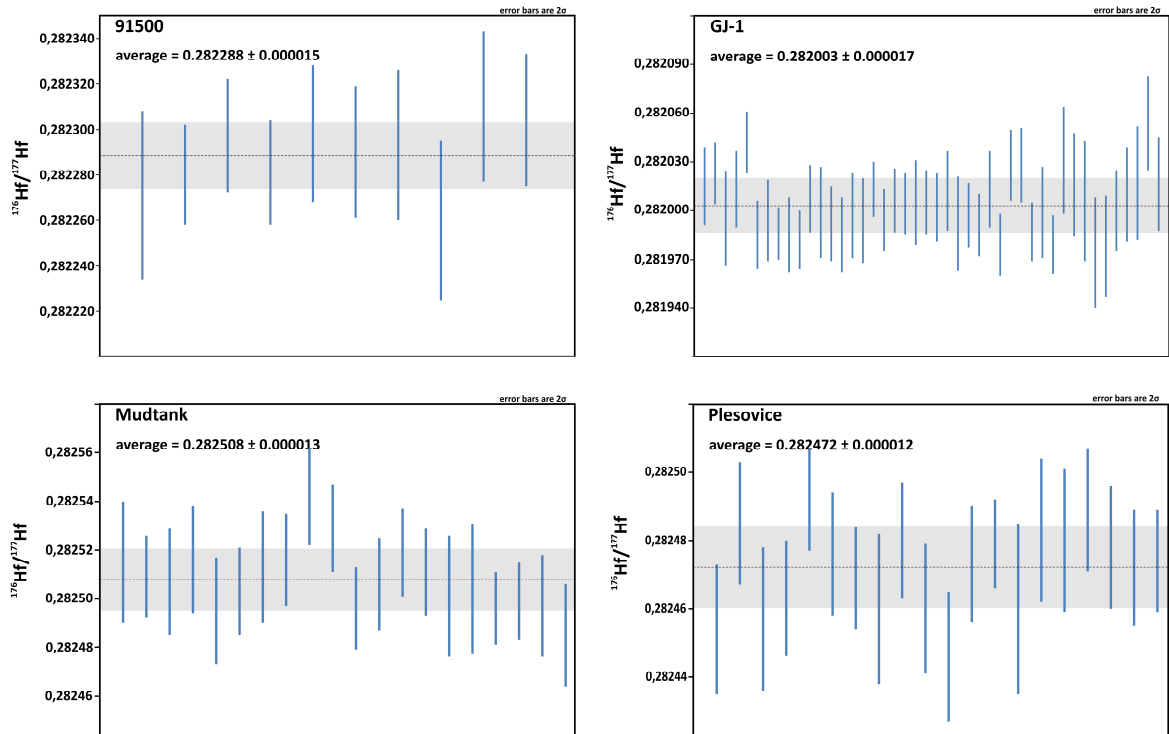 error bars are 2σ
91500
average = 0.282288 ± 0.000015
0,282340
0,282320
0,282300
0,282280
0,282260
0,282240
0,282220
¹⁷⁶Hf/¹⁷⁷Hf
error bars are 2σ
GJ-1
average = 0.282003 ± 0.000017
0,282090
0,282060
0,282030
0,282000
0,281970
0,281940
¹⁷⁶Hf/¹⁷⁷Hf
error bars are 2σ
Mudtank
average = 0.282508 ± 0.000013
0,28256
0,28254
0,28252
0,28250
0,28248
0,28246
¹⁷⁶Hf/¹⁷⁷Hf
error bars are 2σ
Plesovice
average = 0.282472 ± 0.000012
0,28250
0,28248
0,28246
0,28244
¹⁷⁶Hf/¹⁷⁷Hf